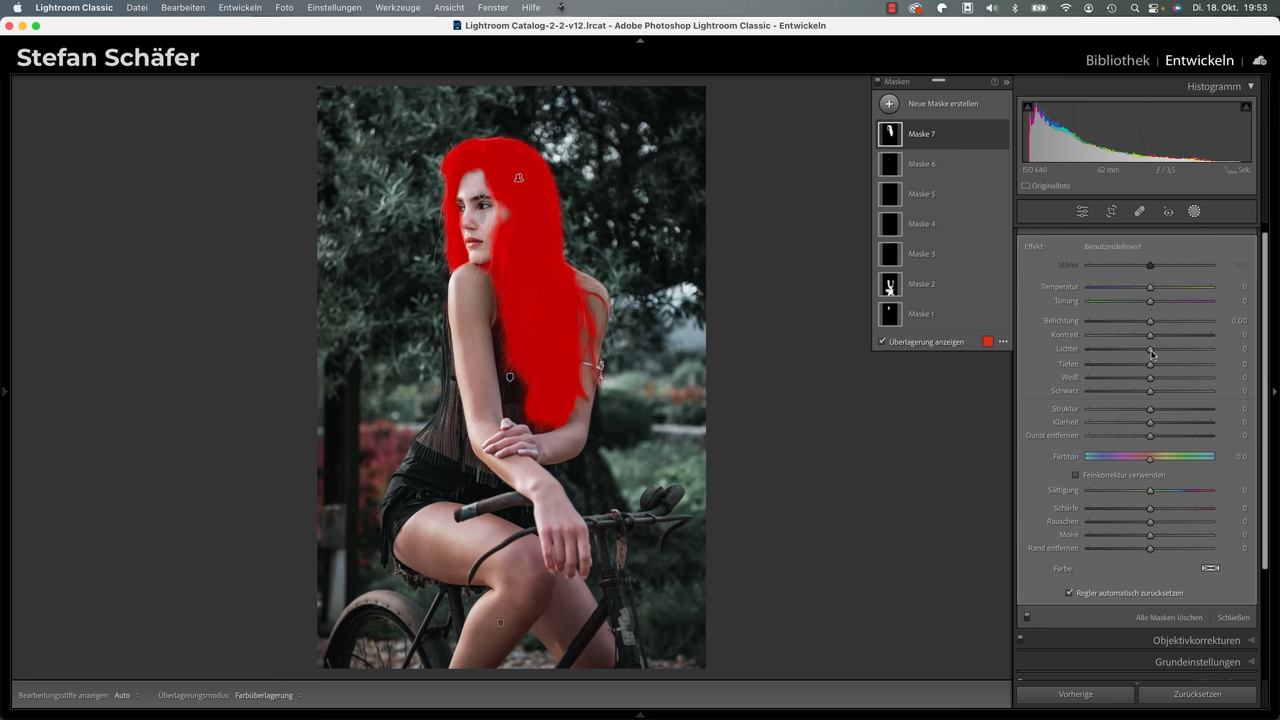 Lightroom Classic Datei Bearbeiten Entwickeln Foto Einstellungen Werkzeuge Ansicht Fenster Hilfe Di. 18. Okt. 19:53
Lightroom Catalog-2-2-v12.lrcat - Adobe Photoshop Lightroom Classic - Entwickeln
Stefan Schäfer
Bibliothek | Entwickeln
Masken
Neue Maske erstellen
Maske 7
Maske 6
Maske 5
Maske 4
Maske 3
Maske 2
Maske 1
Überlagerung anzeigen
Histogramm
ISO 640 62 mm ƒ / 3,5 Sek.
Originalfoto
Effekt: Benutzerdefiniert
Stärke 100
Temperatur 0
Tonung 0
Belichtung 0,00
Kontrast 0
Lichter 0
Tiefen 0
Weiß 0
Schwarz 0
Struktur 0
Klarheit 0
Dunst entfernen 0
Farbton 0,0
Feinkorrektur verwenden
Sättigung 0
Schärfe 0
Rauschen 0
Moiré 0
Rand entfernen 0
Farbe
Regler automatisch zurücksetzen
Alle Masken löschen Schließen
Objektivkorrekturen
Grundeinstellungen
Vorherige Zurücksetzen
Bearbeitungsstifte anzeigen: Auto Überlagerungsmodus: Farbüberlagerung